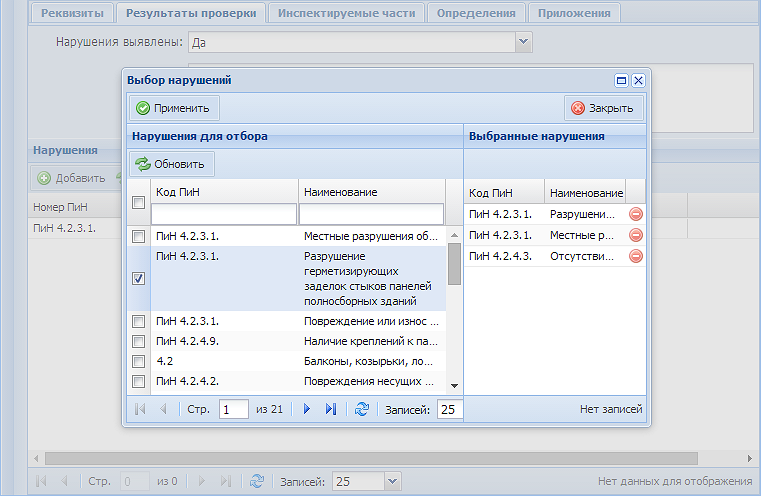 Реквизиты Результаты проверки Инспектируемые части Определения Приложения
Нарушения выявлены: Да
Выбор нарушений
Применить Закрыть
Нарушения для отбора Выбранные нарушения
Нарушения
Обновить
Добавить
Код ПиН Наименование Код ПиН Наименование
Номер ПиН
ПиН 4.2.3.1. Разрушени...
ПиН 4.2.3.1.
ПиН 4.2.3.1. Местные разрушения об... ПиН 4.2.3.1. Местные р...
ПиН 4.2.3.1. Разрушение ПиН 4.2.4.3. Отсутстви...
герметизирующих
заделок стыков панелей
полносборных зданий
ПиН 4.2.3.1. Повреждение или износ ...
ПиН 4.2.4.9. Наличие креплений к па...
4.2 Балконы, козырьки, ло...
ПиН 4.2.4.2. Повреждения несущих ...
Стр. 1 из 21 Записей: 25 Нет записей
Стр. 0 из 0 Записей: 25 Нет данных для отображения